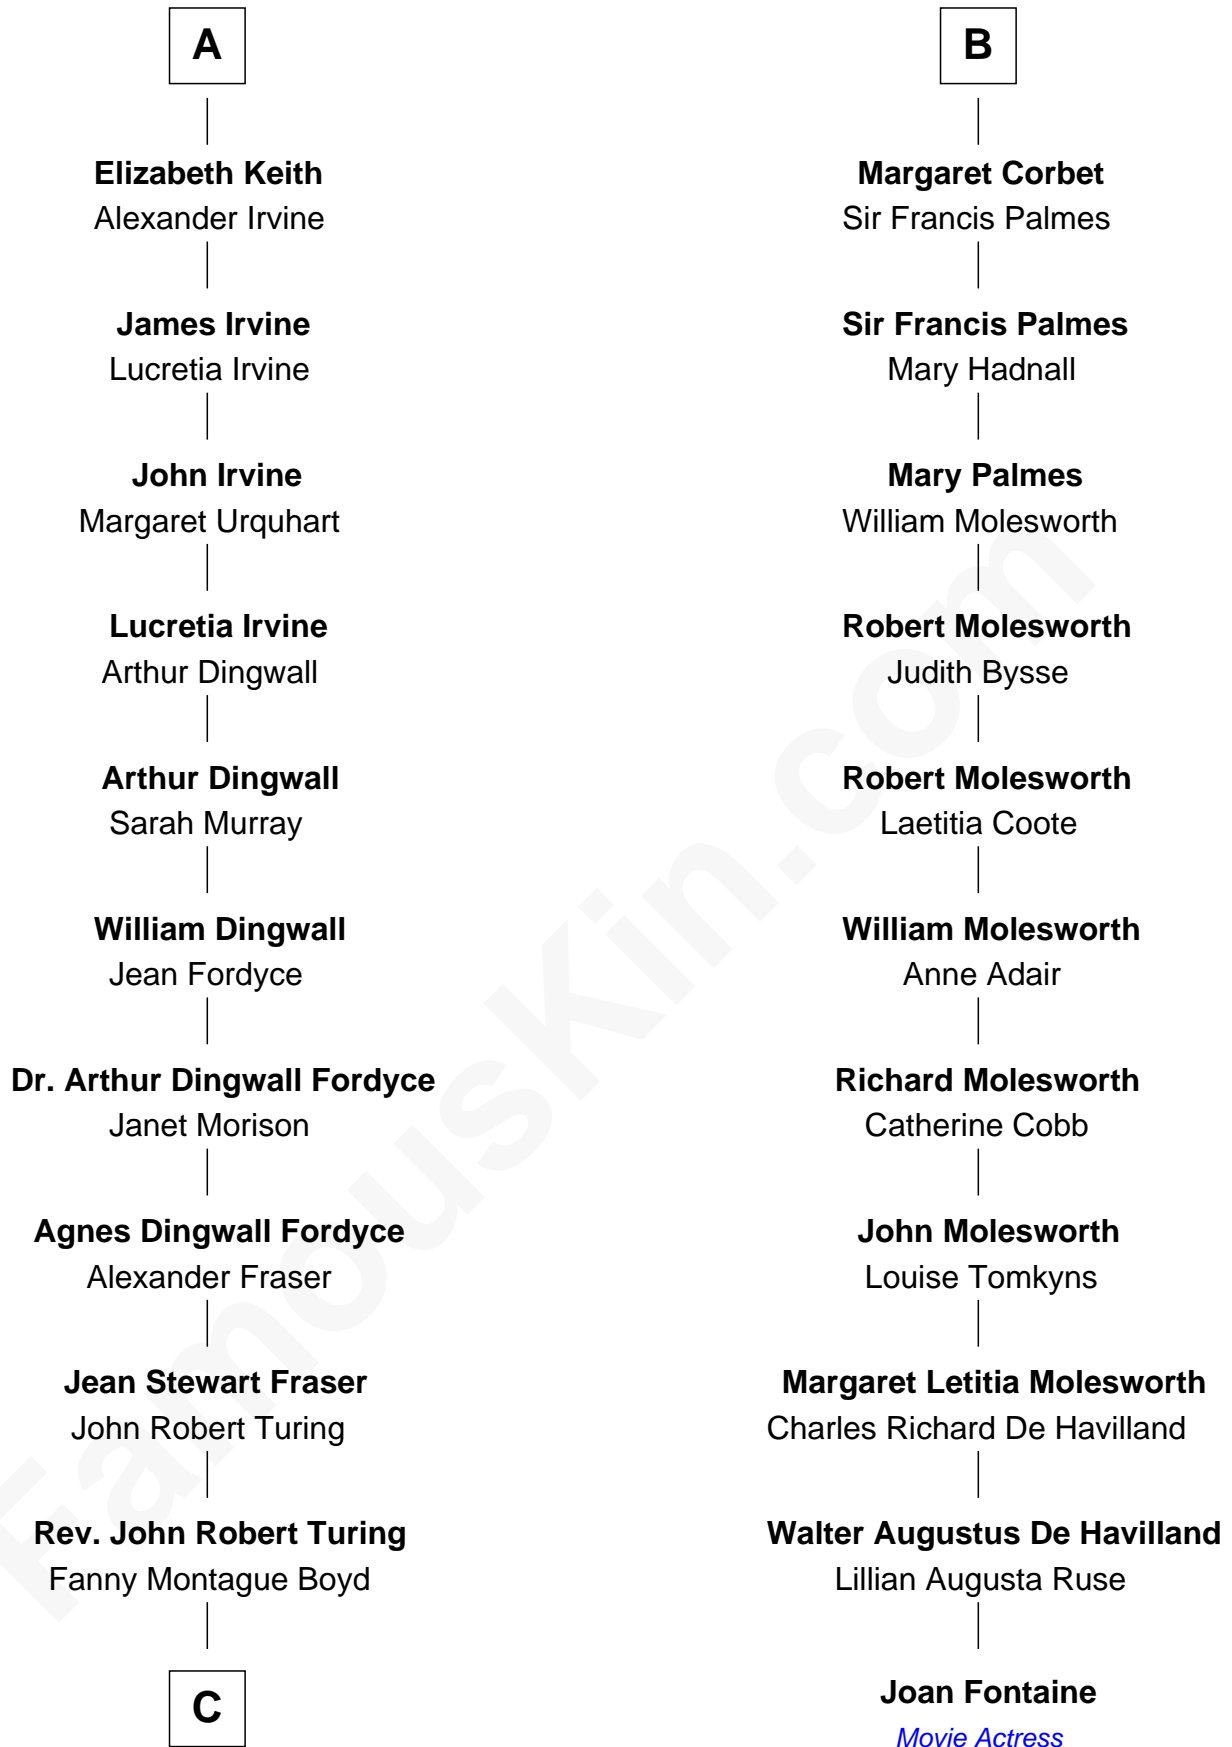 A
Elizabeth Keith
Alexander Irvine
James Irvine
Lucretia Irvine
John Irvine
Margaret Urquhart
Lucretia Irvine
Arthur Dingwall
Arthur Dingwall
Sarah Murray
William Dingwall
Jean Fordyce
Dr. Arthur Dingwall Fordyce
Janet Morison
Agnes Dingwall Fordyce
Alexander Fraser
Jean Stewart Fraser
John Robert Turing
Rev. John Robert Turing
Fanny Montague Boyd
C
B
Margaret Corbet
Sir Francis Palmes
Sir Francis Palmes
Mary Hadnall
Mary Palmes
William Molesworth
Robert Molesworth
Judith Bysse
Robert Molesworth
Laetitia Coote
William Molesworth
Anne Adair
Richard Molesworth
Catherine Cobb
John Molesworth
Louise Tomkyns
Margaret Letitia Molesworth
Charles Richard De Havilland
Walter Augustus De Havilland
Lillian Augusta Ruse
Joan Fontaine
Movie Actress
FamousKin.com